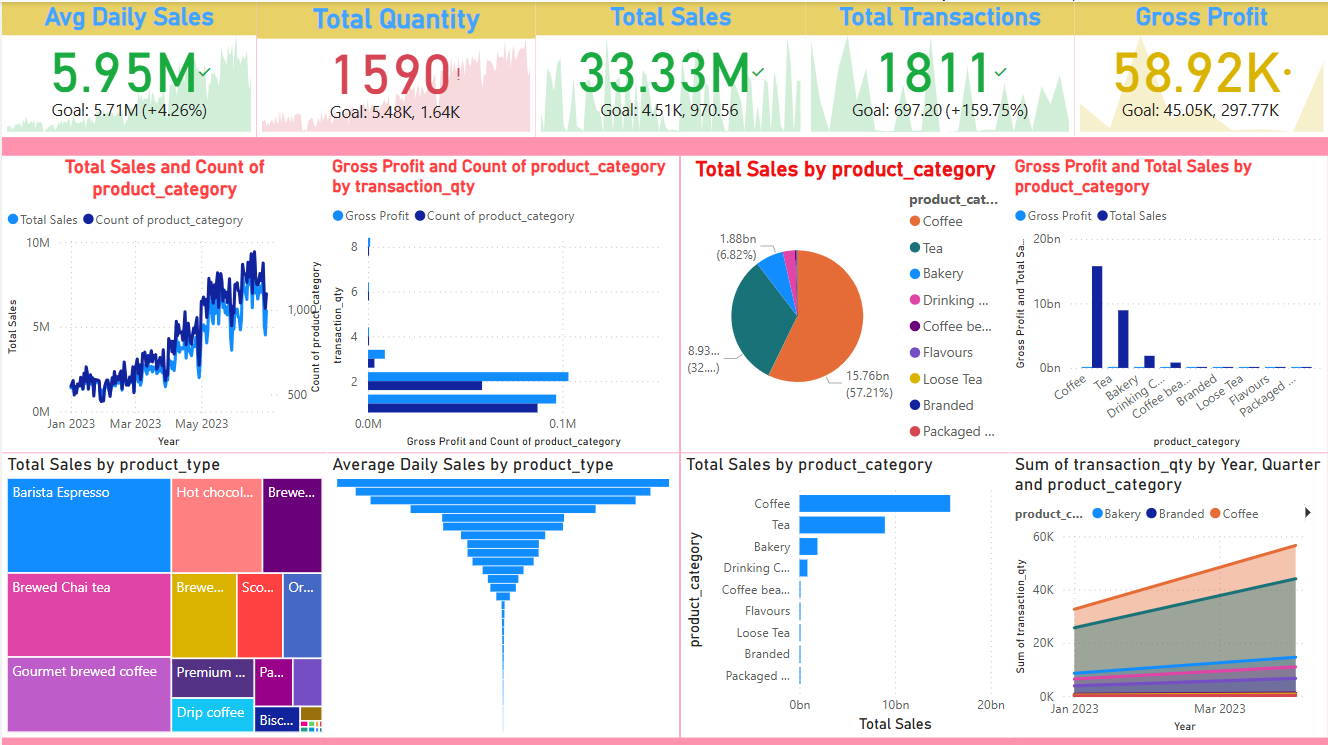 Avg Daily Sales
5.95M
Goal: 5.71M (+4.26%)
Total Quantity
1590!
Goal: 5.48K, 1.64K
Total Sales
33.33M
Goal: 4.51K, 970.56
Total Transactions
1811
Goal: 697.20 (+159.75%)
Gross Profit
58.92K
Goal: 45.05K, 297.77K
Total Sales and Count of
product_category
Total Sales
Count of product_category
10M
5M
0M
1,000
500
Total Sales
Count of product_category
Jan 2023
Mar 2023
May 2023
Year
Gross Profit and Count of product_category
by transaction_qty
Gross Profit
Count of product_category
8
6
4
2
transaction_qty
0.0M
0.1M
Gross Profit and Count of product_category
Total Sales by product_category
1.88bn
(6.82%)
8.93...
(32....)
15.76bn
(57.21%)
product_cat...
Coffee
Tea
Bakery
Drinking ...
Coffee be...
Flavours
Loose Tea
Branded
Packaged ...
Gross Profit and Total Sales by
product_category
Gross Profit
Total Sales
20bn
10bn
0bn
Gross Profit and Total Sa...
Coffee
Tea
Bakery
Drinking C...
Coffee bea...
Branded
Loose Tea
Flavours
Packaged ...
product_category
Total Sales by product_type
Barista Espresso
Hot chocol...
Brewe...
Brewed Chai tea
Brewe...
Sco...
Or...
Gourmet brewed coffee
Premium ...
Pa...
Drip coffee
Bisc...
Average Daily Sales by product_type
Total Sales by product_category
product_category
Coffee
Tea
Bakery
Drinking C...
Coffee bea...
Flavours
Loose Tea
Branded
Packaged ...
0bn
10bn
20bn
Total Sales
Sum of transaction_qty by Year, Quarter
and product_category
product_c...
Bakery
Branded
Coffee
60K
40K
20K
0K
Sum of transaction_qty
Jan 2023
Mar 2023
Year